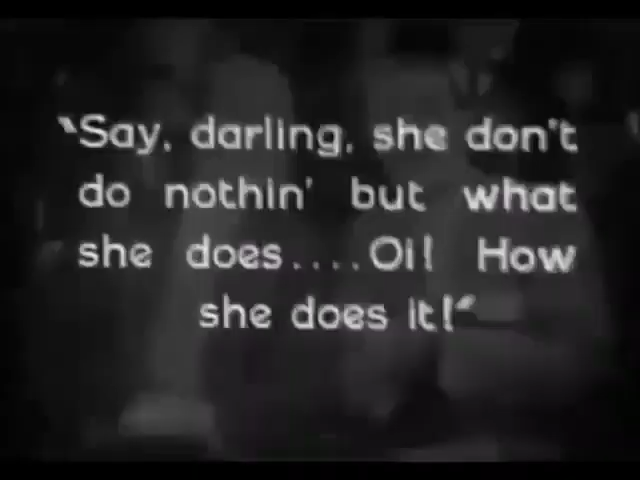 "Say, darling, she don't
do nothin' but what
she does....Oi! How
she does it!"